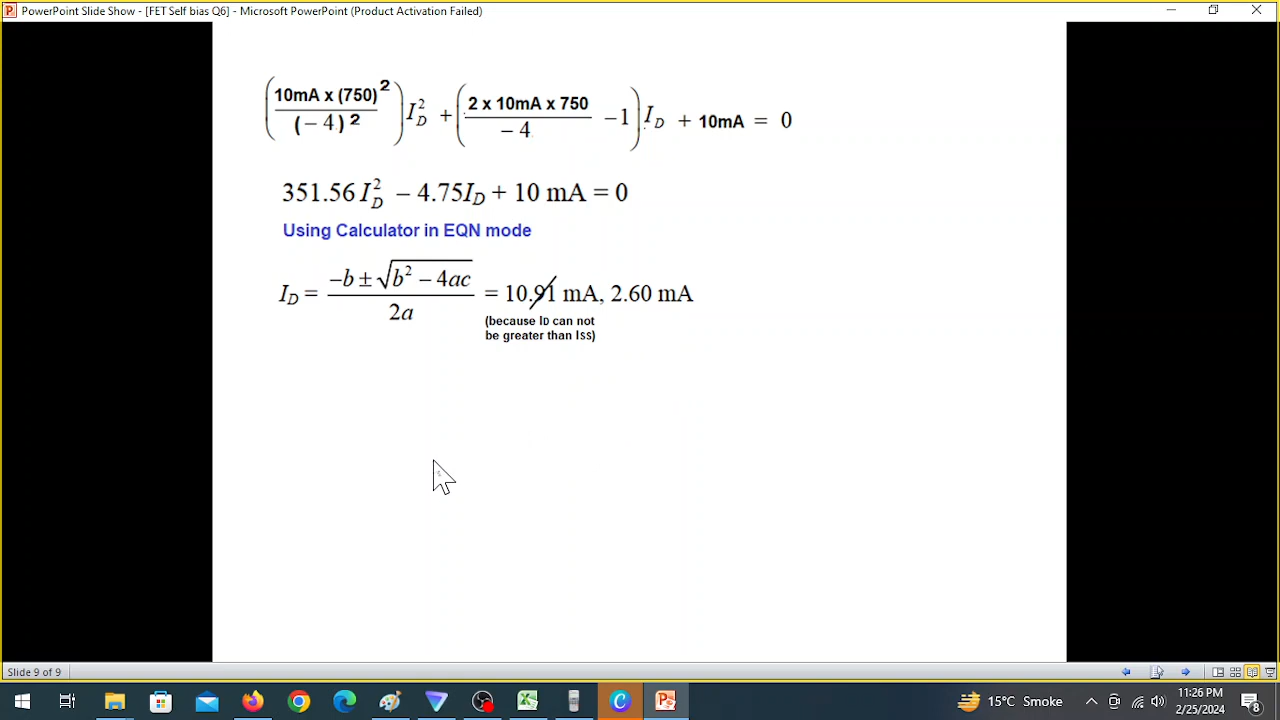 PowerPoint Slide Show - [FET Self bias Q6] - Microsoft PowerPoint (Product Activation Failed)
(10mA x (750)² / (– 4)²) I_D² + (2 x 10mA x 750 / – 4 – 1) I_D + 10mA = 0
351.56 I_D² – 4.75I_D + 10 mA = 0
Using Calculator in EQN mode
I_D = (–b ± √(b² – 4ac)) / 2a = 10.91 mA, 2.60 mA
(because ID can not
be greater than ISS)
Slide 9 of 9
15°C Smoke
11:26 PM
2/25/2024
8